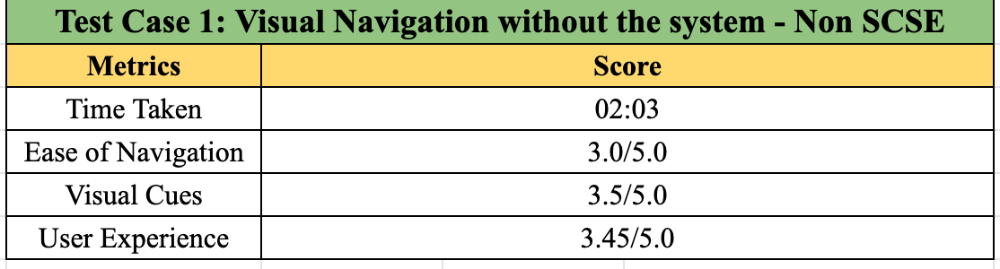 Test Case 1: Visual Navigation without the system - Non SCSE
Metrics Score
Time Taken 02:03
Ease of Navigation 3.0/5.0
Visual Cues 3.5/5.0
User Experience 3.45/5.0